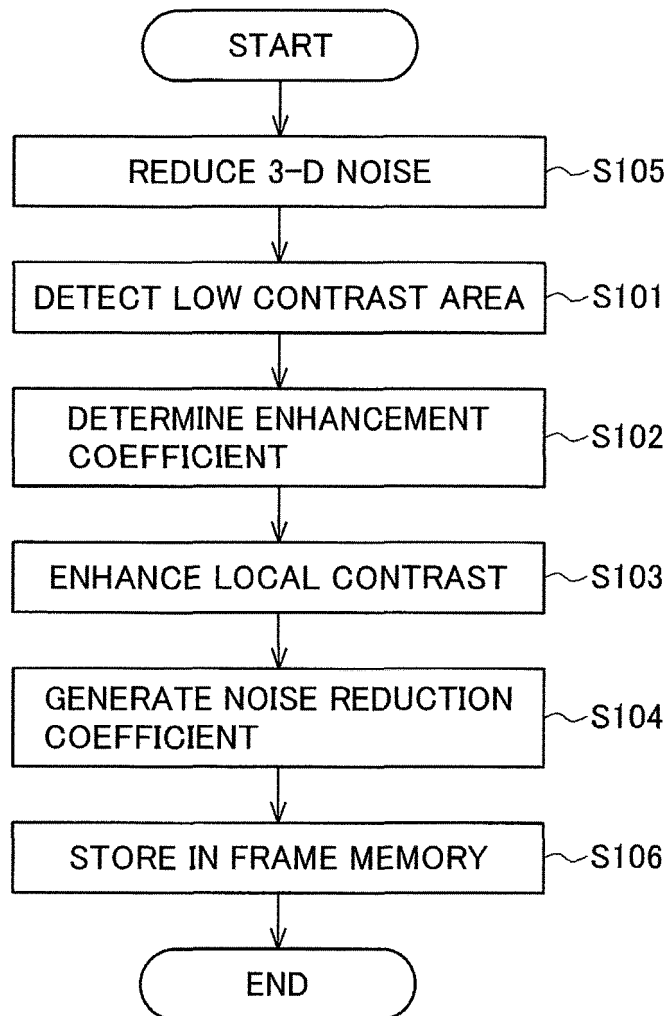 START
REDUCE 3-D NOISE
S105
DETECT LOW CONTRAST AREA
S101
DETERMINE ENHANCEMENT
COEFFICIENT
S102
ENHANCE LOCAL CONTRAST
S103
GENERATE NOISE REDUCTION
COEFFICIENT
S104
STORE IN FRAME MEMORY
S106
END